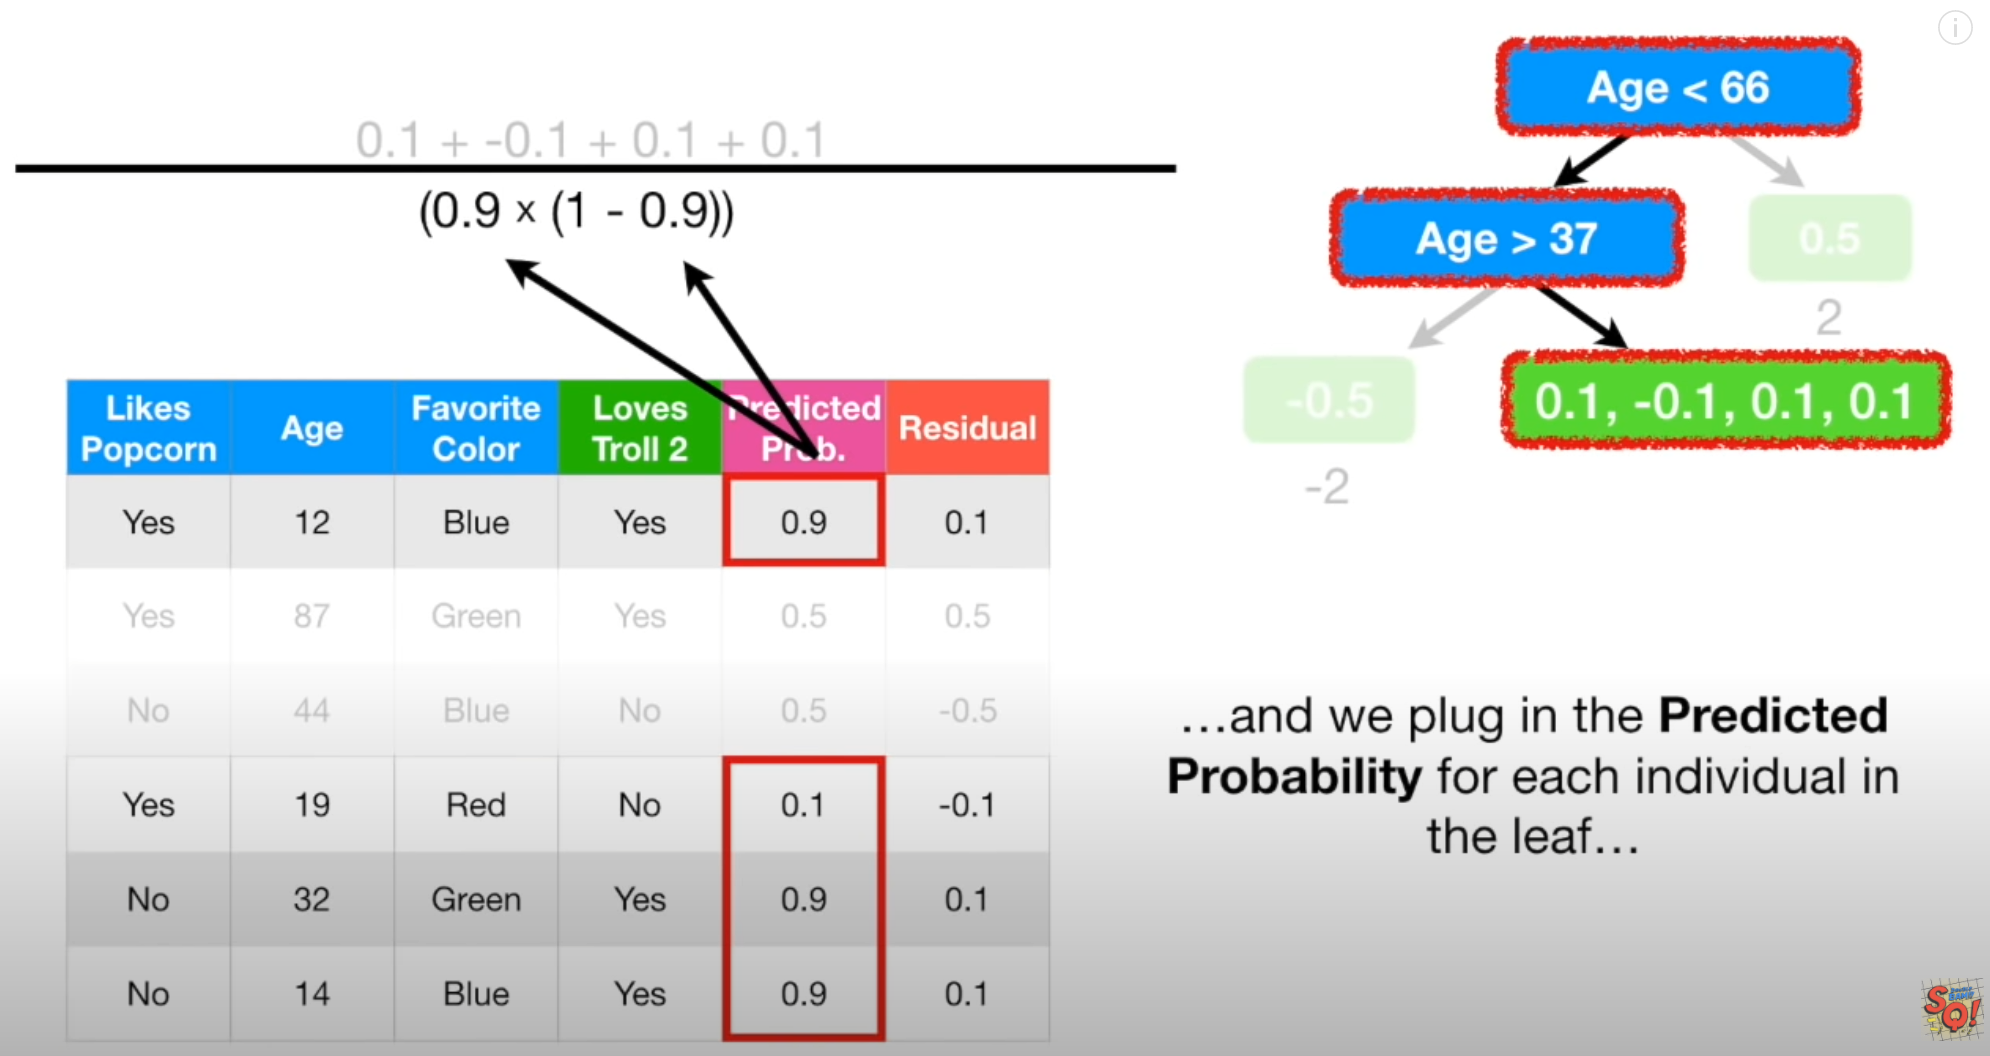 0.1 + -0.1 + 0.1 + 0.1
(0.9 × (1 - 0.9))
Age < 66
Age > 37
0.5
2
-0.5
0.1, -0.1, 0.1, 0.1
-2
Likes Popcorn Age Favorite Color Loves Troll 2 Predicted Prob. Residual
Yes 12 Blue Yes 0.9 0.1
Yes 87 Green Yes 0.5 0.5
No 44 Blue No 0.5 -0.5
Yes 19 Red No 0.1 -0.1
No 32 Green Yes 0.9 0.1
No 14 Blue Yes 0.9 0.1
…and we plug in the Predicted
Probability for each individual in
the leaf…
SQ!